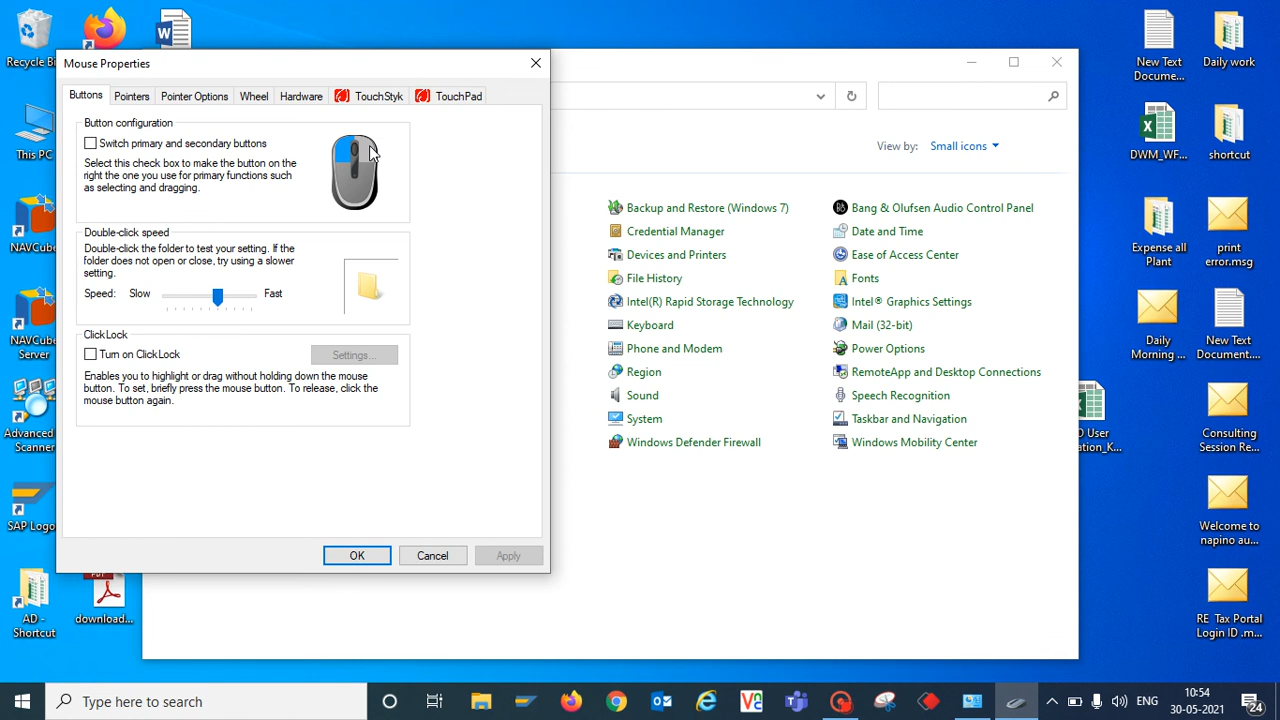 Recycle Bi
Mouse Properties
Buttons
Pointers
Pointer Options
Wheel
Hardware
TouchStyk
TouchPad
Button configuration
Switch primary and secondary buttons
Select this check box to make the button on the
right the one you use for primary functions such
as selecting and dragging.
Double-click speed
Double-click the folder to test your setting. If the
folder does not open or close, try using a slower
setting.
Speed: Slow Fast
ClickLock
Turn on ClickLock
Settings...
Enables you to highlight or drag without holding down the mouse
button. To set, briefly press the mouse button. To release, click the
mouse button again.
OK
Cancel
Apply
View by: Small icons
Backup and Restore (Windows 7)
Credential Manager
Devices and Printers
File History
Intel(R) Rapid Storage Technology
Keyboard
Phone and Modem
Region
Sound
System
Windows Defender Firewall
Bang & Olufsen Audio Control Panel
Date and Time
Ease of Access Center
Fonts
Intel® Graphics Settings
Mail (32-bit)
Power Options
RemoteApp and Desktop Connections
Speech Recognition
Taskbar and Navigation
Windows Mobility Center
This PC
NAVCube
NAVCube
Server
Advanced
Scanner
SAP Logo
AD -
Shortcut
PDF
download...
New Text
Docume...
Daily work
DWM_WF...
shortcut
Expense all
Plant
print
error.msg
Daily
Morning ...
New Text
Document....
D User
ation_K...
Consulting
Session Re...
Welcome to
napino au...
RE Tax Portal
Login ID .m...
Type here to search
ENG
10:54
30-05-2021
24